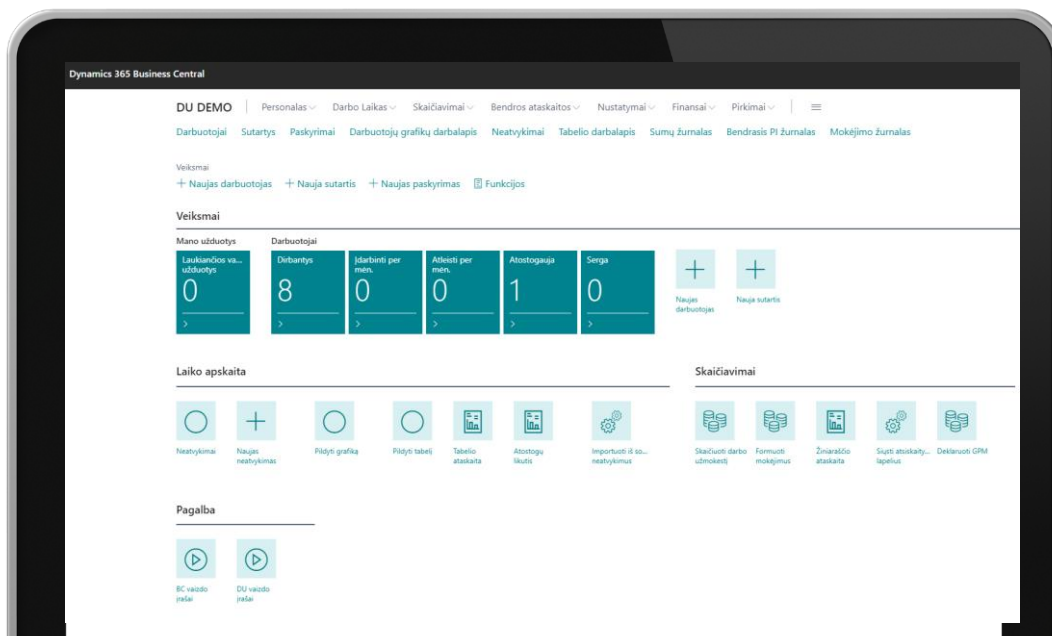 Dynamics 365 Business Central
DU DEMO Personalas Darbo Laikas Skaičiavimai Bendros ataskaitos Nustatymai Finansai Pirkimai
Darbuotojai Sutartys Paskyrimai Darbuotojų grafikų darbalapis Neatvykimai Tabelio darbalapis Sumų žurnalas Bendrasis PI žurnalas Mokėjimo žurnalas
Veiksmai
+ Naujas darbuotojas + Nauja sutartis + Naujas paskyrimas Funkcijos
Veiksmai
Mano užduotys Darbuotojai
Laukiančios va...
užduotys
0
Dirbantys
8
Įdarbinti per
mėn.
0
Atleisti per
mėn.
0
Atostogauja
1
Serga
0
Naujas
darbuotojas
Nauja sutartis
Laiko apskaita
Neatvykimai
Naujas
neatvykimas
Pildyti grafiką
Pildyti tabelį
Tabelio
ataskaita
Atostogų
likutis
Importuoti iš so...
neatvykimus
Skaičiavimai
Skaičiuoti darbo
užmokestį
Formuoti
mokėjimus
Žiniaraščio
ataskaita
Siųsti atsiskaity...
lapelius
Deklaruoti GPM
Pagalba
BC vaizdo
įrašai
DU vaizdo
įrašai